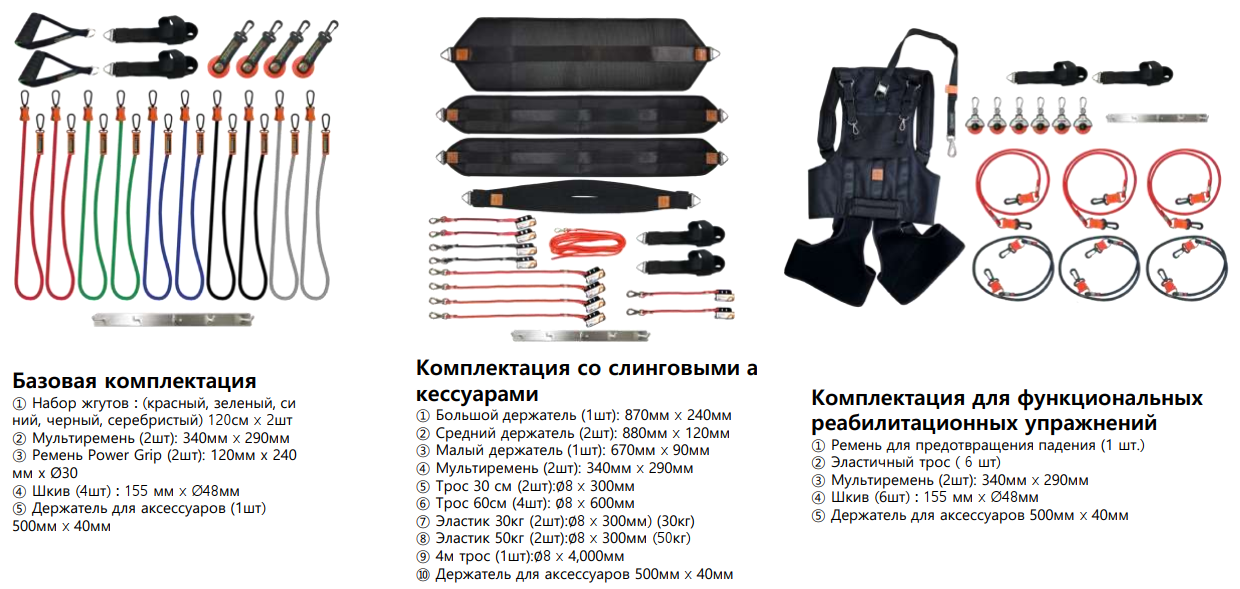 Базовая комплектация
① Набор жгутов : (красный, зеленый, си
ний, черный, серебристый) 120см x 2шт
② Мультиремень (2шт): 340мм x 290мм
③ Ремень Power Grip (2шт): 120мм x 240
мм x Ø30
④ Шкив (4шт) : 155 мм x Ø48мм
⑤ Держатель для аксессуаров (1шт)
500мм x 40мм
Комплектация со слинговыми а
кессуарами
① Большой держатель (1шт): 870мм x 240мм
② Средний держатель (2шт): 880мм x 120мм
③ Малый держатель (1шт): 670мм x 90мм
④ Мультиремень (2шт): 340мм x 290мм
⑤ Трос 30 см (2шт):Ø8 x 300мм
⑥ Трос 60см (4шт): Ø8 x 600мм
⑦ Эластик 30кг (2шт):Ø8 x 300мм) (30кг)
⑧ Эластик 50кг (2шт):Ø8 x 300мм (50кг)
⑨ 4м трос (1шт):Ø8 x 4,000мм
⑩ Держатель для аксессуаров 500мм x 40мм
Комплектация для функциональных
реабилитационных упражнений
① Ремень для предотвращения падения (1 шт.)
② Эластичный трос ( 6 шт)
③ Мультиремень (2шт): 340мм x 290мм
④ Шкив (6шт) : 155 мм x Ø48мм
⑤ Держатель для аксессуаров 500мм x 40мм